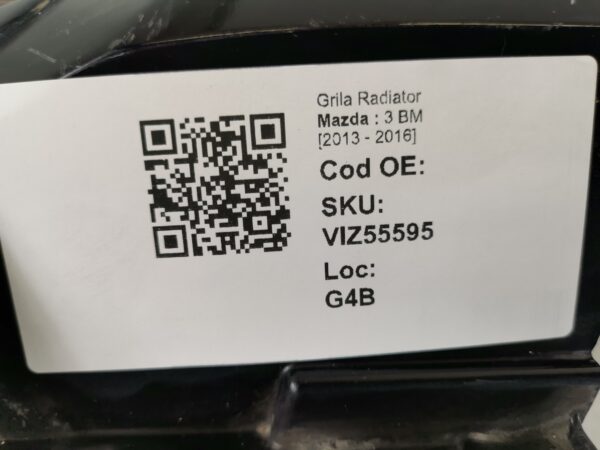 Grila Radiator
Mazda : 3 BM
[2013 - 2016]
Cod OE:
SKU:
VIZ55595
Loc:
G4B